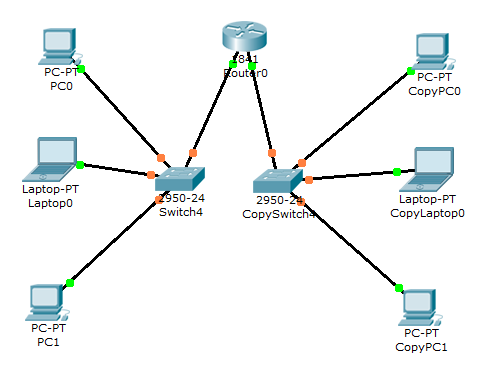 1841
Router0
PC-PT
PC0
PC-PT
CopyPC0
Laptop-PT
Laptop0
2950-24
Switch4
2950-24
CopySwitch4
Laptop-PT
CopyLaptop0
PC-PT
PC1
PC-PT
CopyPC1